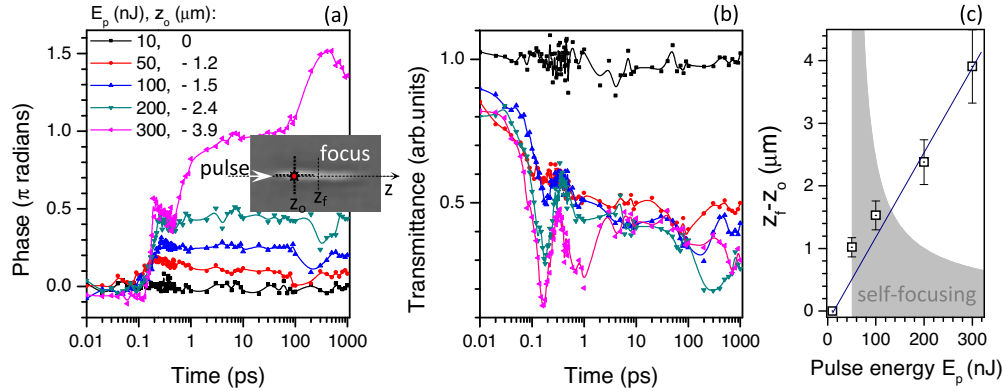 E_p (nJ), z_o (μm): (a)
10, 0
50, - 1.2
100, - 1.5
200, - 2.4
300, - 3.9
1.5
1.0
0.5
0.0
Phase (π radians)
pulse
focus
z_o
z_f
z
0.01 0.1 1 10 100 1000
Time (ps)
(b)
1.0
0.5
Transmittance (arb.units)
0.01 0.1 1 10 100 1000
Time (ps)
(c)
4
3
2
1
0
z_f-z_o (μm)
self-focusing
0 100 200 300
Pulse energy E_p (nJ)